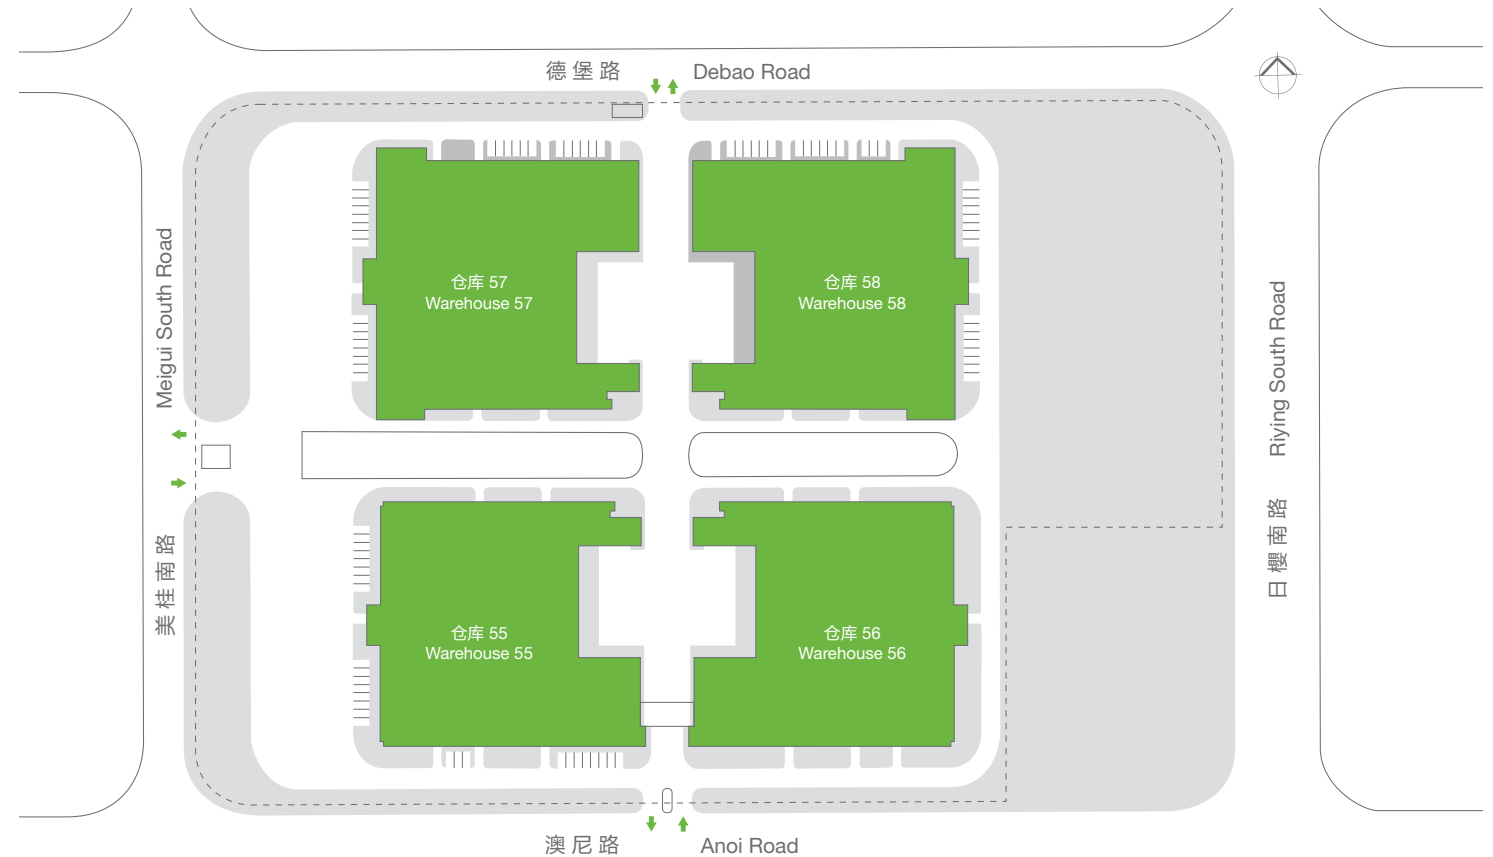 德堡路 Debao Road
Meigui South Road
美桂南路
仓库 57
Warehouse 57
仓库 58
Warehouse 58
Riying South Road
日櫻南路
仓库 55
Warehouse 55
仓库 56
Warehouse 56
澳尼路 Anoi Road